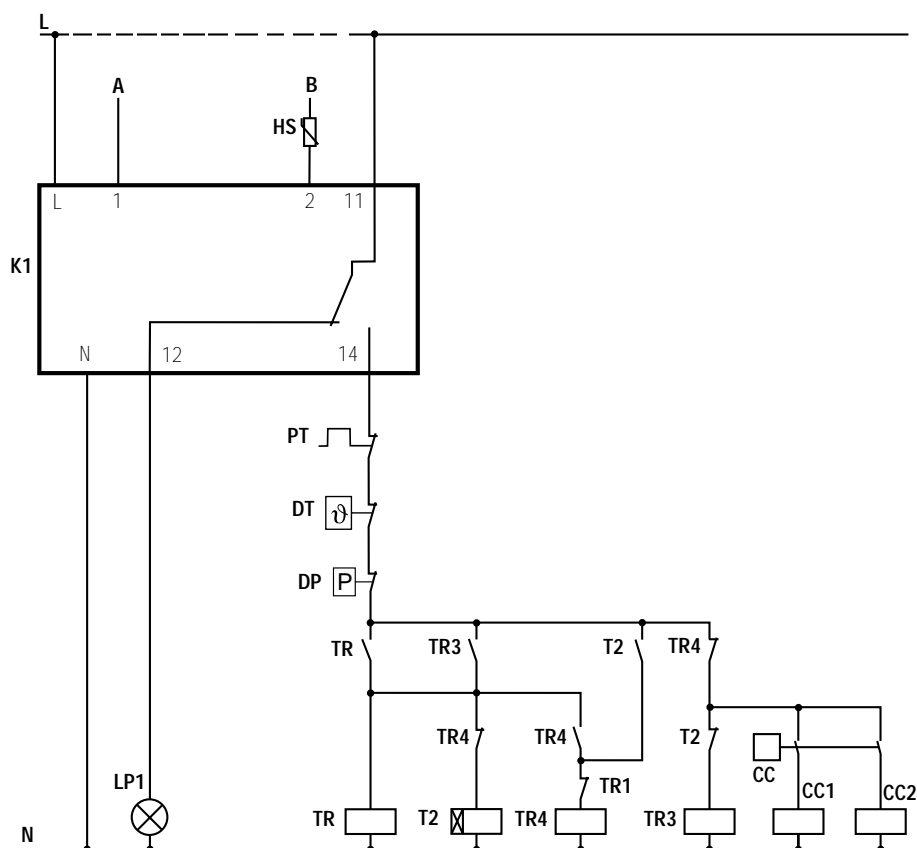 L
A B
HS
L 1 2 11
K1
N 12 14
PT
DT ϑ
DP P
TR TR3 T2 TR4
TR4 TR4 T2
CC
TR1 CC1 CC2
LP1
TR T2 TR4 TR3
N